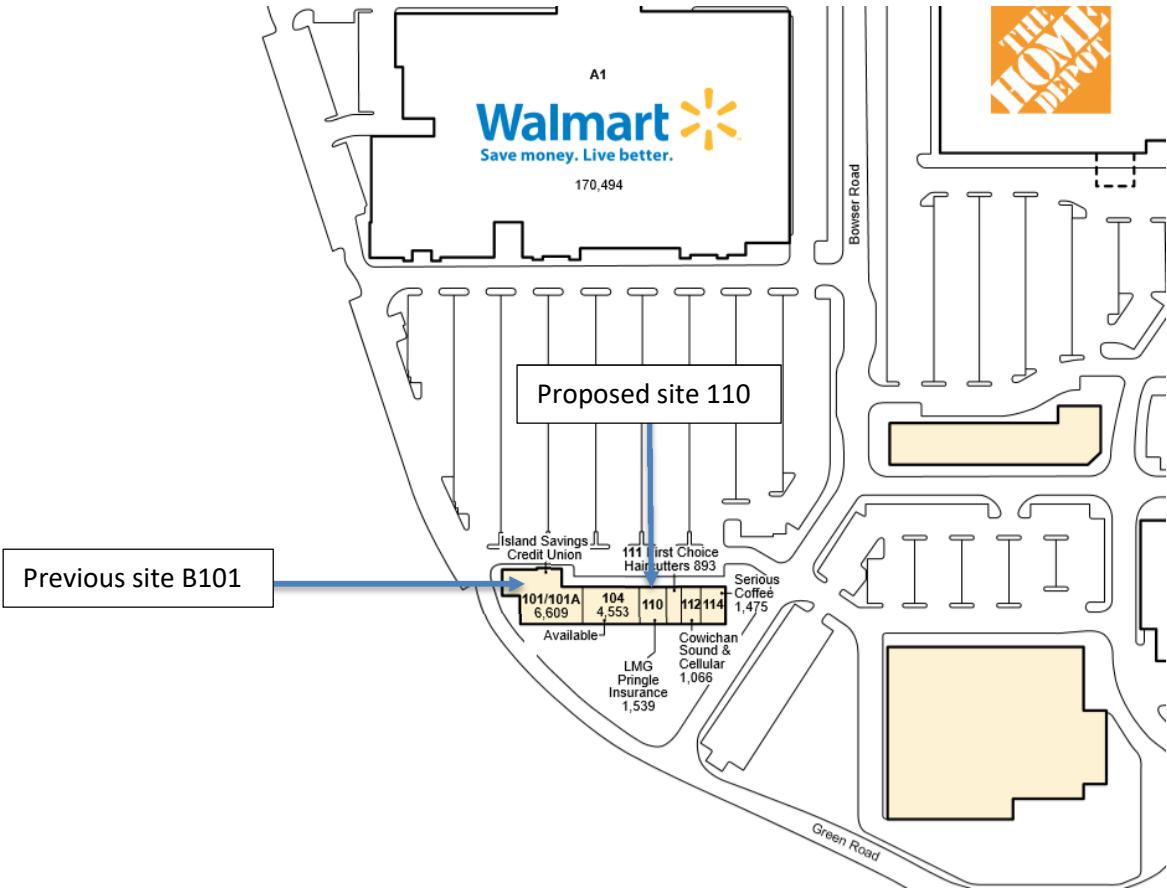 THE
HOME
DEPOT
A1
Walmart
Save money. Live better.
170,494
Bowser Road
Proposed site 110
Island Savings
Credit Union
111 First Choice
Haircutters 893
Previous site B101
Serious
Coffee
1,475
101/101A
6,609
104
4,553
110
112
114
Available
Cowichan
Sound &
Cellular
1,066
LMG
Pringle
Insurance
1,539
Green Road